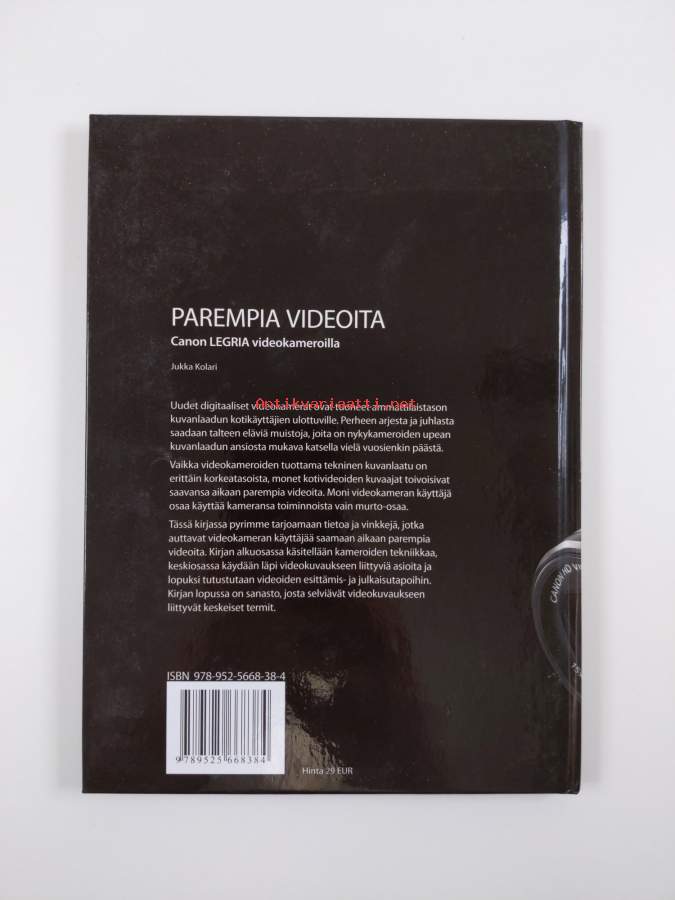 PAREMPIA VIDEOITA
Canon LEGRIA videokameroilla
Jukka Kolari
Antikvariaatti.net
Uudet digitaaliset videokamerat ovat tuoneet ammattilaistason
kuvanlaadun kotikäyttäjien ulottuville. Perheen arjesta ja juhlasta
saadaan talteen eläviä muistoja, joita on nykykameroiden upean
kuvanlaadun ansiosta mukava katsella vielä vuosienkin päästä.
Vaikka videokameroiden tuottama tekninen kuvanlaatu on
erittäin korkeatasoista, monet kotivideoiden kuvaajat toivoisivat
saavansa aikaan parempia videoita. Moni videokameran käyttäjä
osaa käyttää kameransa toiminnoista vain murto-osaa.
Tässä kirjassa pyrimme tarjoamaan tietoa ja vinkkejä, jotka
auttavat videokameran käyttäjää saamaan aikaan parempia
videoita. Kirjan alkuosassa käsitellään kameroiden tekniikkaa,
keskiosassa käydään läpi videokuvaukseen liittyviä asioita ja
lopuksi tutustutaan videoiden esittämis- ja julkaisutapoihin.
Kirjan lopussa on sanasto, josta selviävät videokuvaukseen
liittyvät keskeiset termit.
CANON HD VI
ISBN 978-952-5668-38-4
9789525668384
Hinta 29 EUR